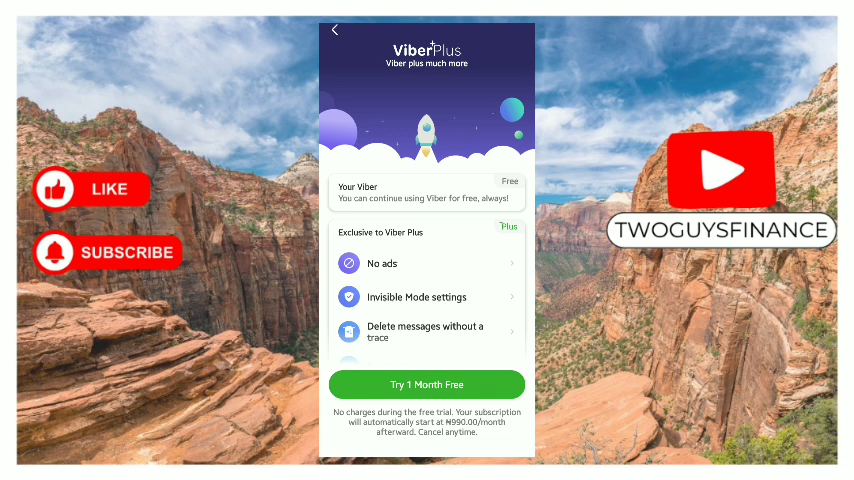 ViberPlus
Viber plus much more
Free
Your Viber
You can continue using Viber for free, always!
Plus
Exclusive to Viber Plus
No ads
Invisible Mode settings
Delete messages without a
trace
Try 1 Month Free
No charges during the free trial. Your subscription
will automatically start at ₦990.00/month
afterward. Cancel anytime.
LIKE
SUBSCRIBE
TWOGUYSFINANCE